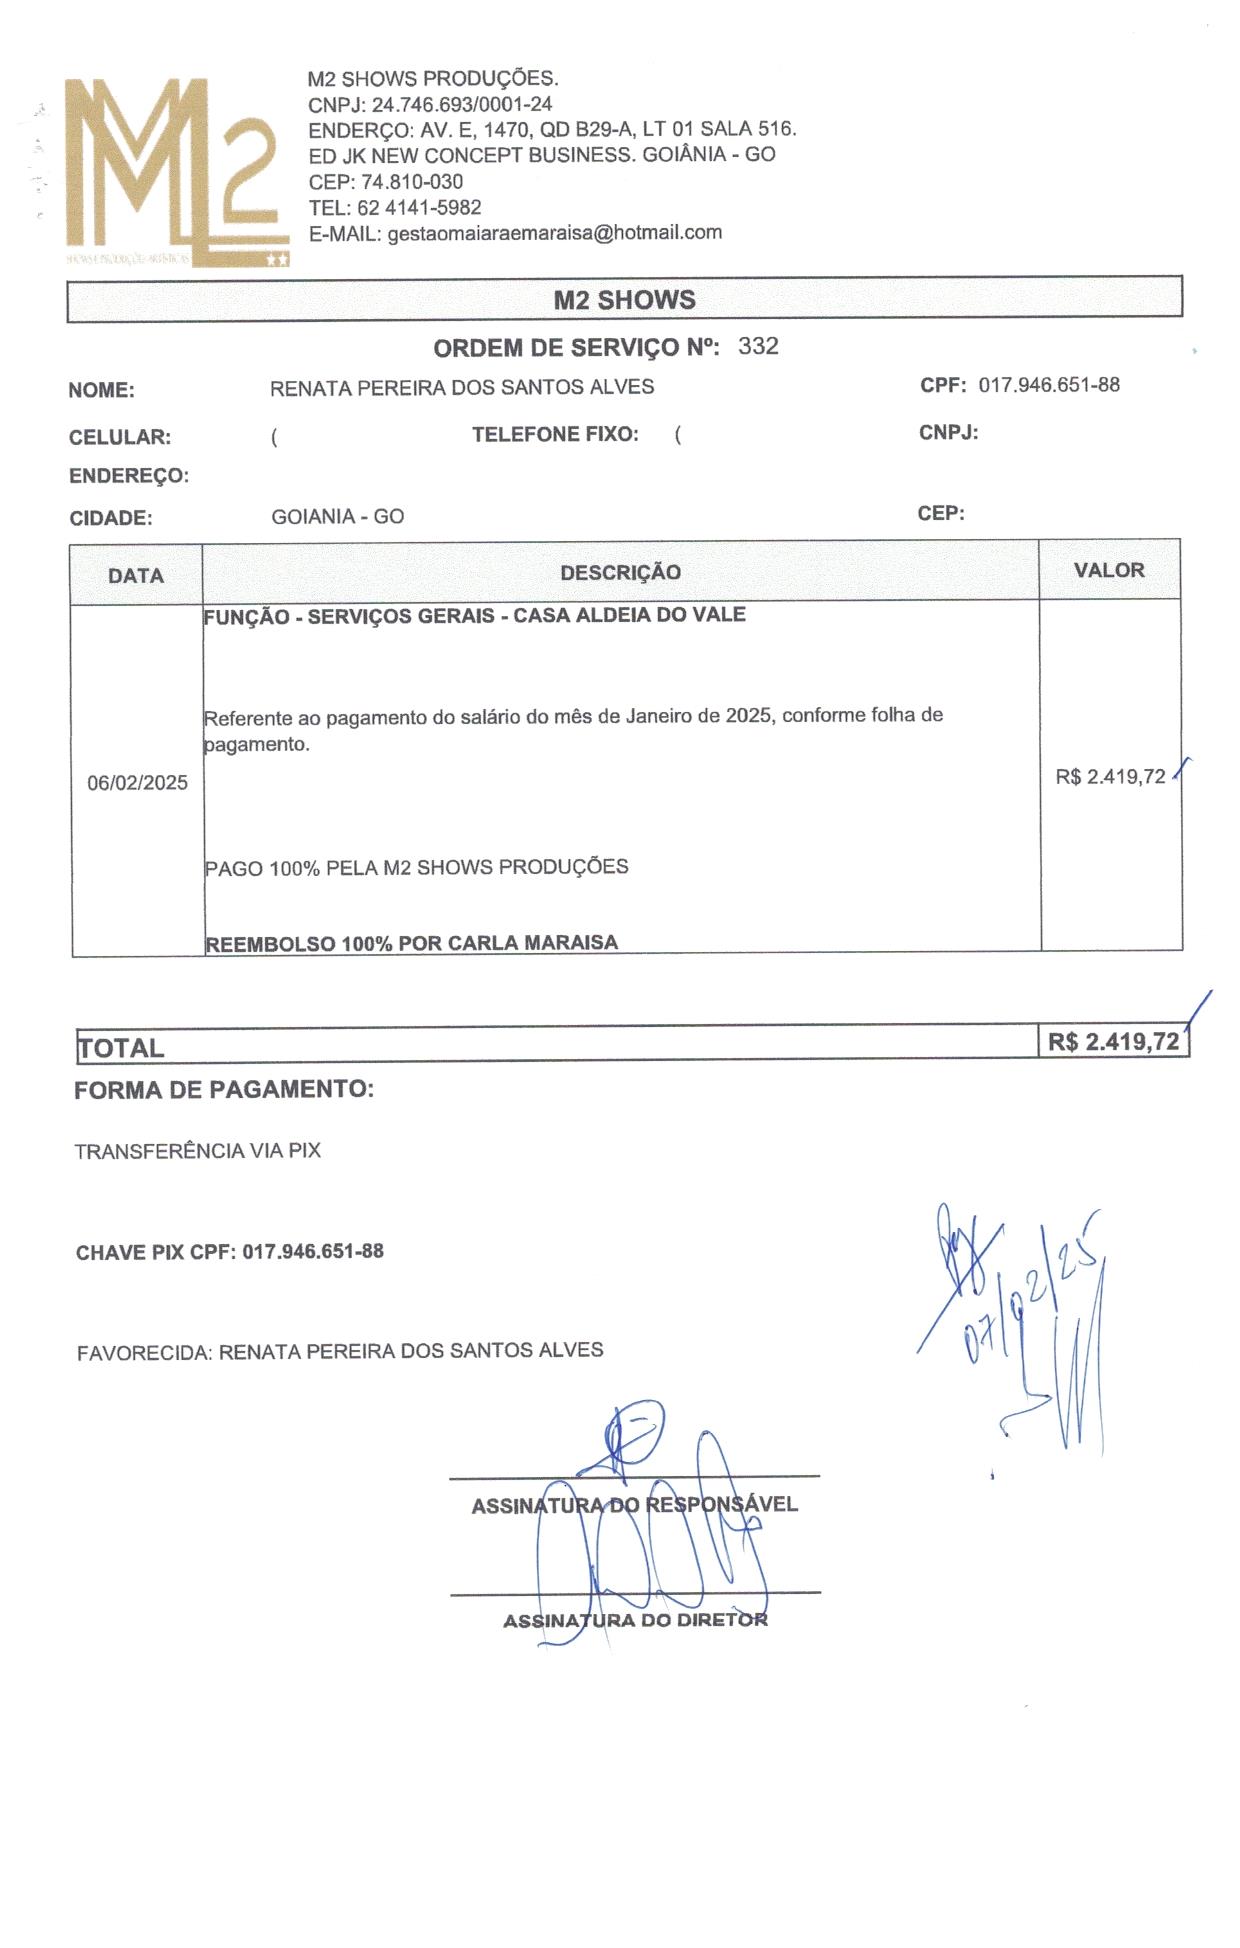 M2 SHOWS PRODUÇÕES.
CNPJ: 24.746.693/0001-24
ENDERÇO: AV. E, 1470, QD B29-A, LT 01 SALA 516.
ED JK NEW CONCEPT BUSINESS. GOIÂNIA - GO
CEP: 74.810-030
TEL: 62 4141-5982
E-MAIL: gestaomaiaraemaraisa@hotmail.com
M2
SHOWS E PRODUÇÕES ARTÍSTICAS
M2 SHOWS
ORDEM DE SERVIÇO Nº: 332
NOME: RENATA PEREIRA DOS SANTOS ALVES CPF: 017.946.651-88
CELULAR: ( TELEFONE FIXO: ( CNPJ:
ENDEREÇO:
CIDADE: GOIANIA - GO CEP:
DATA DESCRIÇÃO VALOR
FUNÇÃO - SERVIÇOS GERAIS - CASA ALDEIA DO VALE
Referente ao pagamento do salário do mês de Janeiro de 2025, conforme folha de
pagamento.
06/02/2025 R$ 2.419,72
PAGO 100% PELA M2 SHOWS PRODUÇÕES
REEMBOLSO 100% POR CARLA MARAISA
TOTAL R$ 2.419,72
FORMA DE PAGAMENTO:
TRANSFERÊNCIA VIA PIX
CHAVE PIX CPF: 017.946.651-88
07/02/25
FAVORECIDA: RENATA PEREIRA DOS SANTOS ALVES
ASSINATURA DO RESPONSÁVEL
ASSINATURA DO DIRETOR